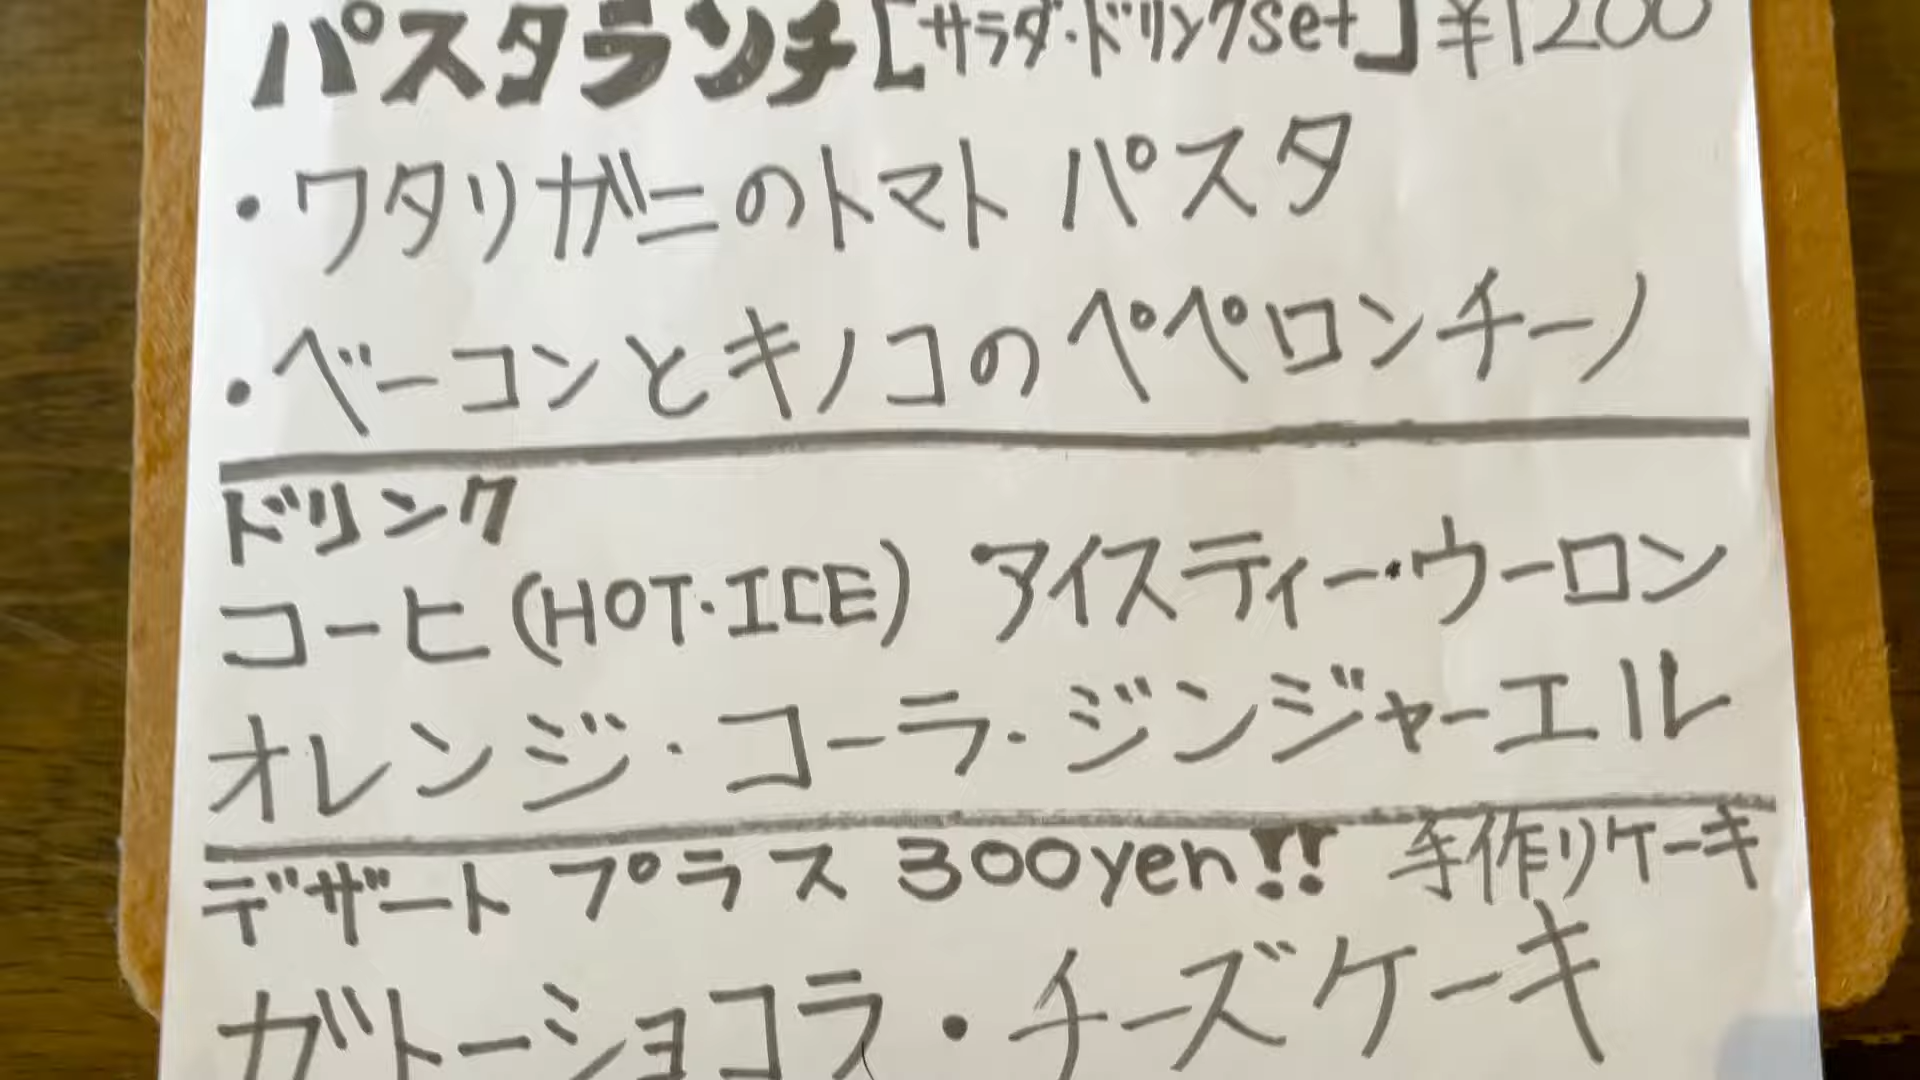 パスタランチ[サラダ・ドリンクset]¥1200
・ワタリガニのトマトパスタ
・ベーコンとキノコのペペロンチーノ
ドリンク
コーヒ(HOT・ICE) アイスティー・ウーロン
オレンジ・コーラ・ジンジャーエル
デザート プラス 300yen!! 手作りケーキ
ガトーショコラ・チーズケーキ